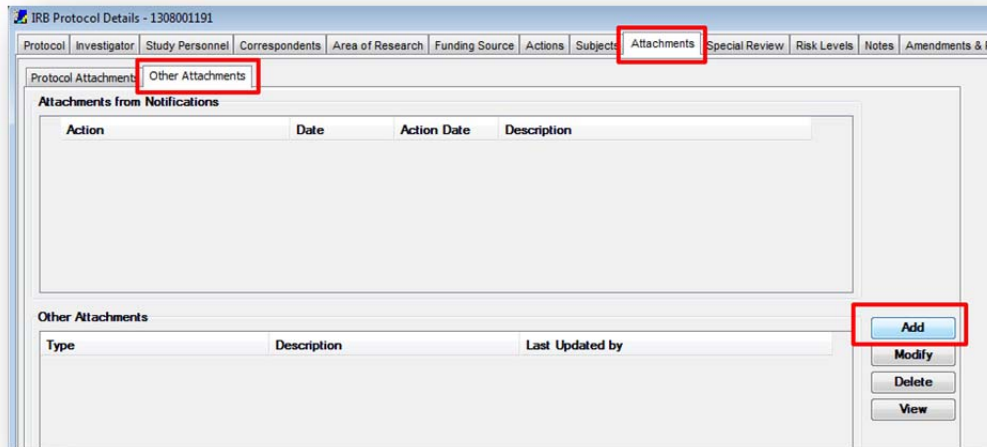 IRB Protocol Details - 1308001191
Protocol Investigator Study Personnel Correspondents Area of Research Funding Source Actions Subjects Attachments Special Review Risk Levels Notes Amendments &
Protocol Attachments Other Attachments
Attachments from Notifications
Action Date Action Date Description
Other Attachments
Add
Type Description Last Updated by
Modify
Delete
View